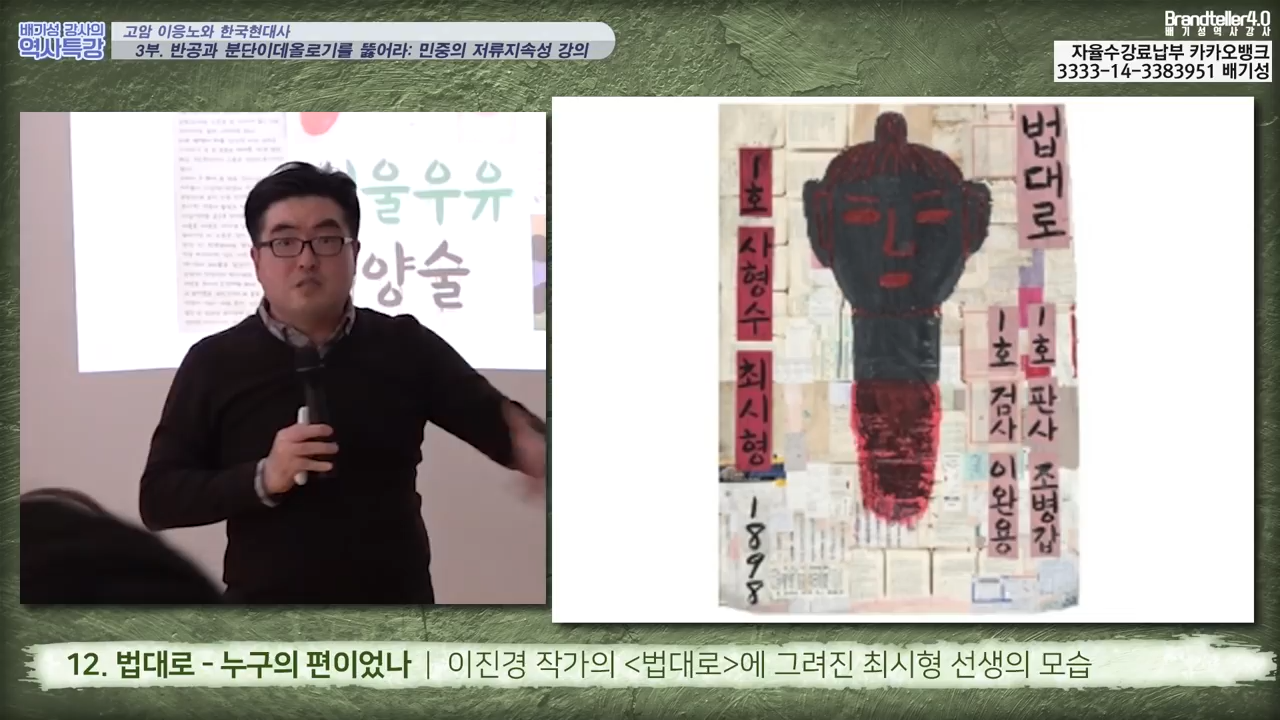 배기성 강사의
역사특강
고암 이응노와 한국현대사
3부. 반공과 분단이데올로기를 뚫어라: 민중의 저류지속성 강의
Brandteller4.0
배기성역사강사
자율수강료납부 카카오뱅크
3333-14-3383951 배기성
울우유
양술
법대로
1호 판사 조병갑
1호 검사 이완용
1호 사형수 최시형 1898
12. 법대로 - 누구의 편이었나 | 이진경 작가의 <법대로>에 그려진 최시형 선생의 모습